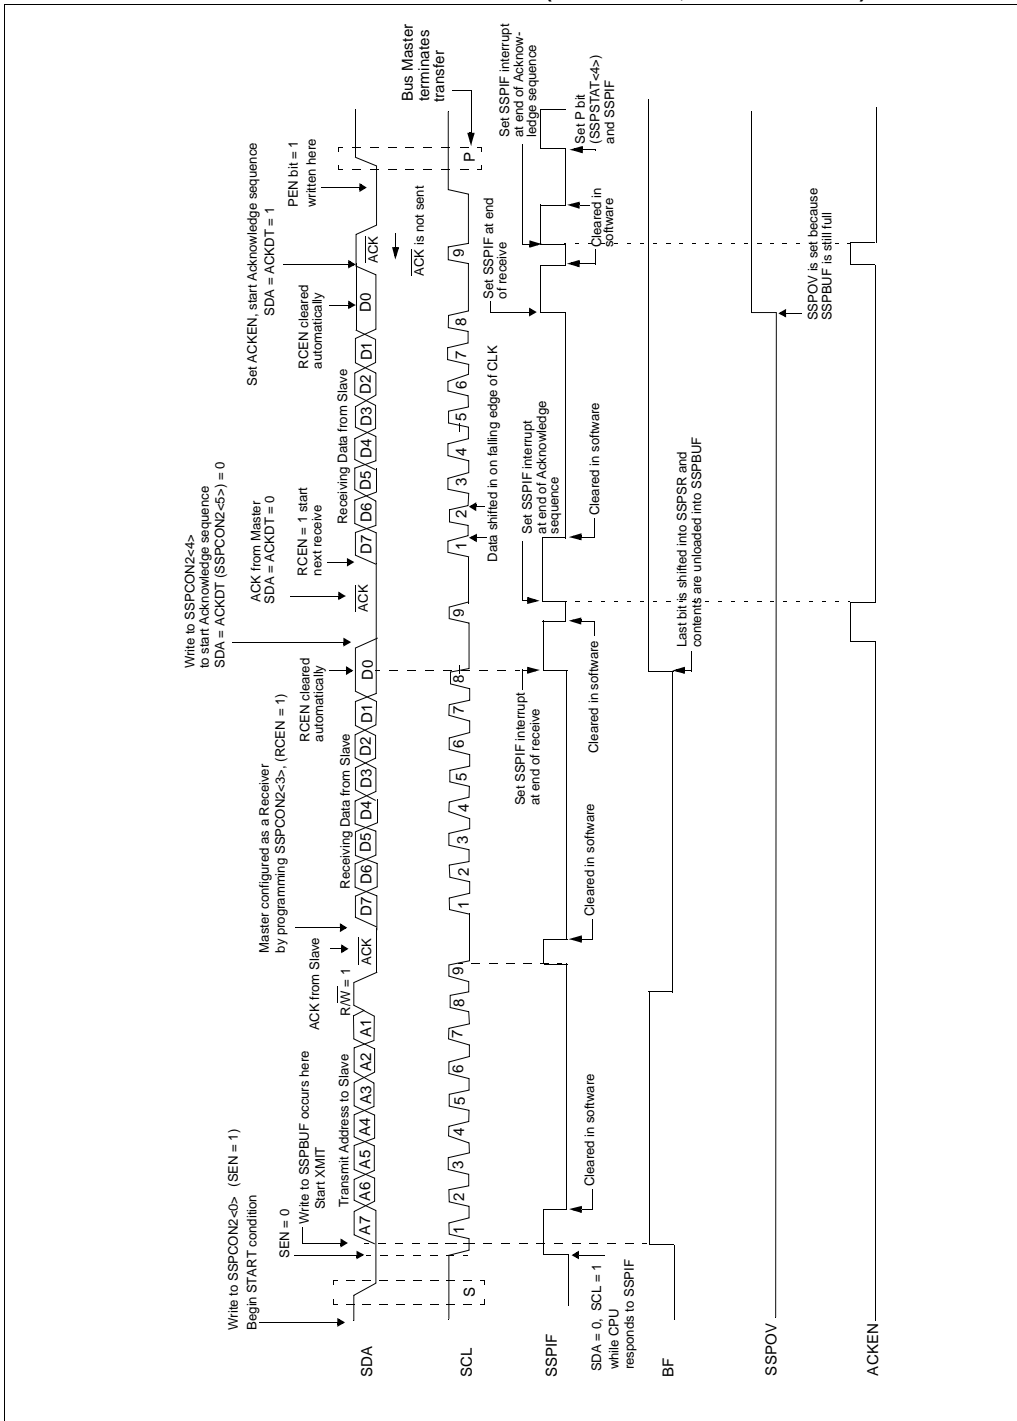 Write to SSPCON2<0> (SEN = 1)
Begin START condition
SEN = 0
Write to SSPBUF occurs here
Start XMIT
Transmit Address to Slave
ACK from Slave
R/W = 1
Master configured as a Receiver
by programming SSPCON2<3>, (RCEN = 1)
Receiving Data from Slave
RCEN cleared
automatically
Write to SSPCON2<4>
to start Acknowledge sequence
SDA = ACKDT (SSPCON2<5>) = 0
ACK from Master
SDA = ACKDT = 0
RCEN = 1 start
next receive
Receiving Data from Slave
RCEN cleared
automatically
Set ACKEN, start Acknowledge sequence
SDA = ACKDT = 1
PEN bit = 1
written here
SDA
A7 A6 A5 A4 A3 A2 A1
ACK
D7 D6 D5 D4 D3 D2 D1 D0
ACK
D7 D6 D5 D4 D3 D2 D1 D0
ACK
ACK is not sent
Bus Master
terminates
transfer
SCL
S
1 2 3 4 5 6 7 8 9
1 2 3 4 5 6 7 8 9
1 2 3 4 5 6 7 8 9
P
Data shifted in on falling edge of CLK
SSPIF
SDA = 0, SCL = 1
while CPU
responds to SSPIF
Cleared in software
Cleared in software
Set SSPIF interrupt
at end of receive
Cleared in software
Set SSPIF interrupt
at end of Acknowledge
sequence
Cleared in software
Set SSPIF at end
of receive
Cleared in
software
Set SSPIF interrupt
at end of Acknow-
ledge sequence
Set P bit
(SSPSTAT<4>)
and SSPIF
BF
Last bit is shifted into SSPSR and
contents are unloaded into SSPBUF
SSPOV
SSPOV is set because
SSPBUF is still full
ACKEN